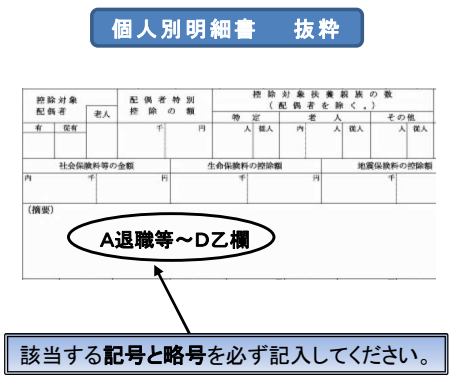 個人別明細書　抜粋
控除対象 配偶者特別 控除対象扶養親族の数
配偶者 老人 控除の額 (配偶者を除く。)
特定 老人 その他
有 従有 千 円 人 従人 内 人 従人 人 従人
社会保険料等の金額 生命保険料の控除額 地震保険料の控除額
内 千 円 千 円 千
(摘要)
A退職等～D乙欄
該当する記号と略号を必ず記入してください。